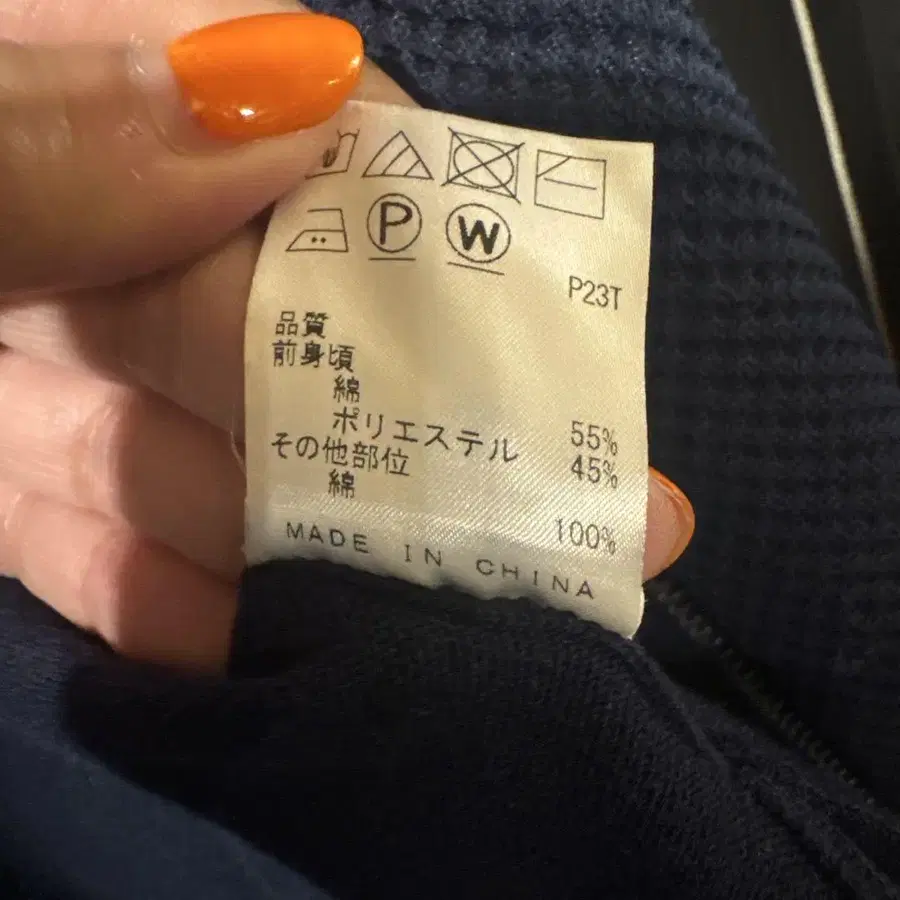 P W
P23T
品質
前身頃
綿 55%
ポリエステル 45%
その他部位
綿 100%
MADE IN CHINA